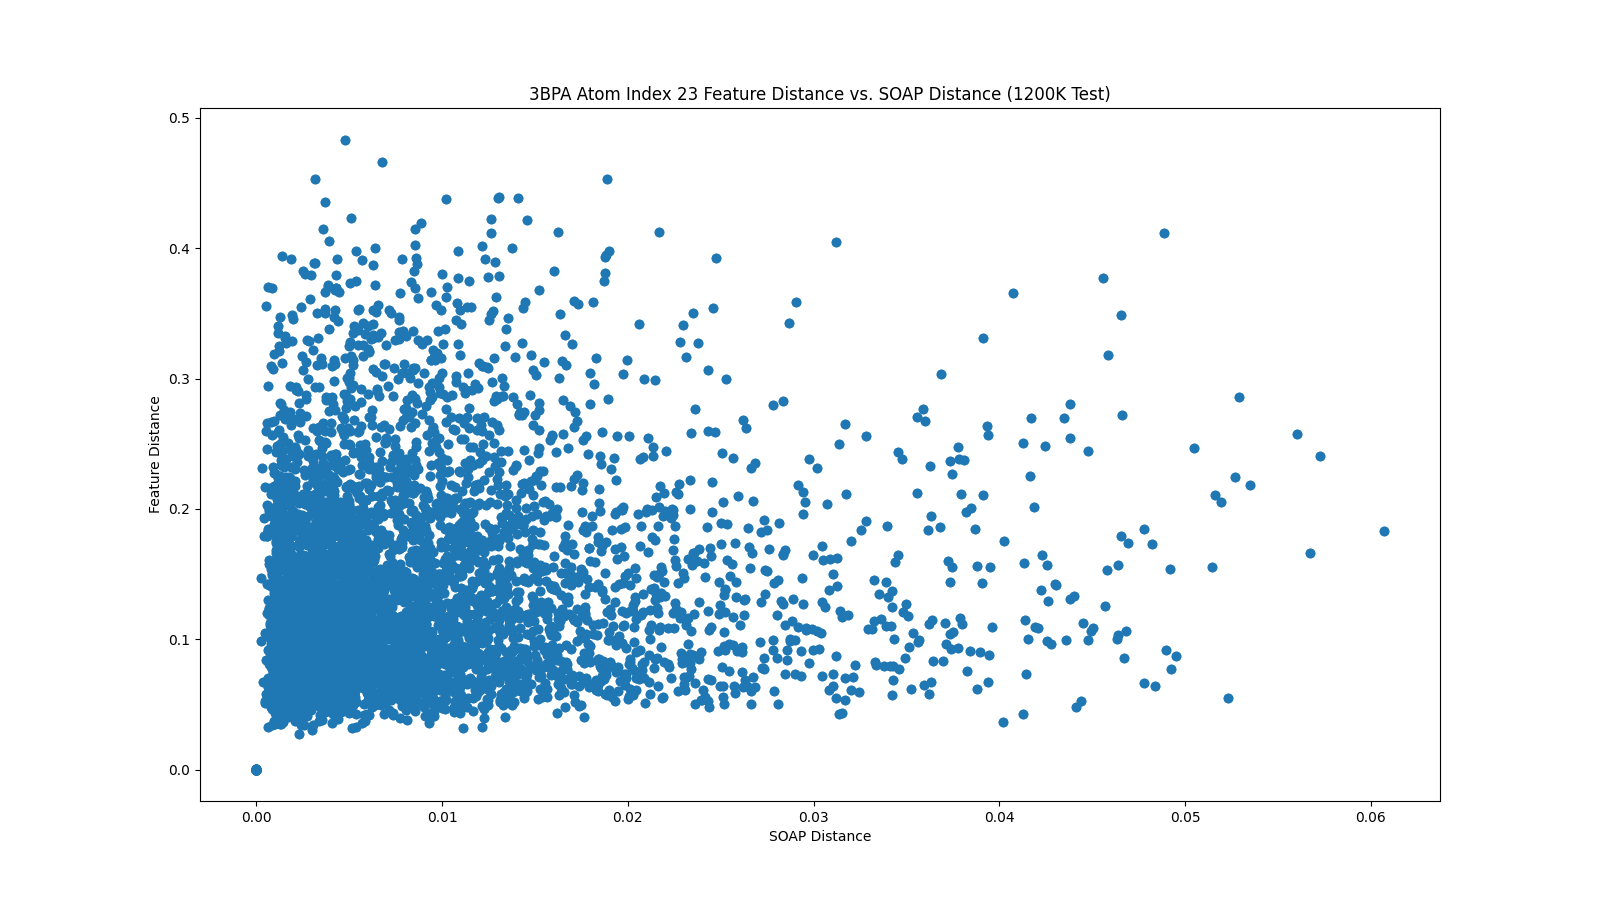 3BPA Atom Index 23 Feature Distance vs. SOAP Distance (1200K Test)
0.5
0.4
0.3
0.2
0.1
0.0
Feature Distance
0.00 0.01 0.02 0.03 0.04 0.05 0.06
SOAP Distance